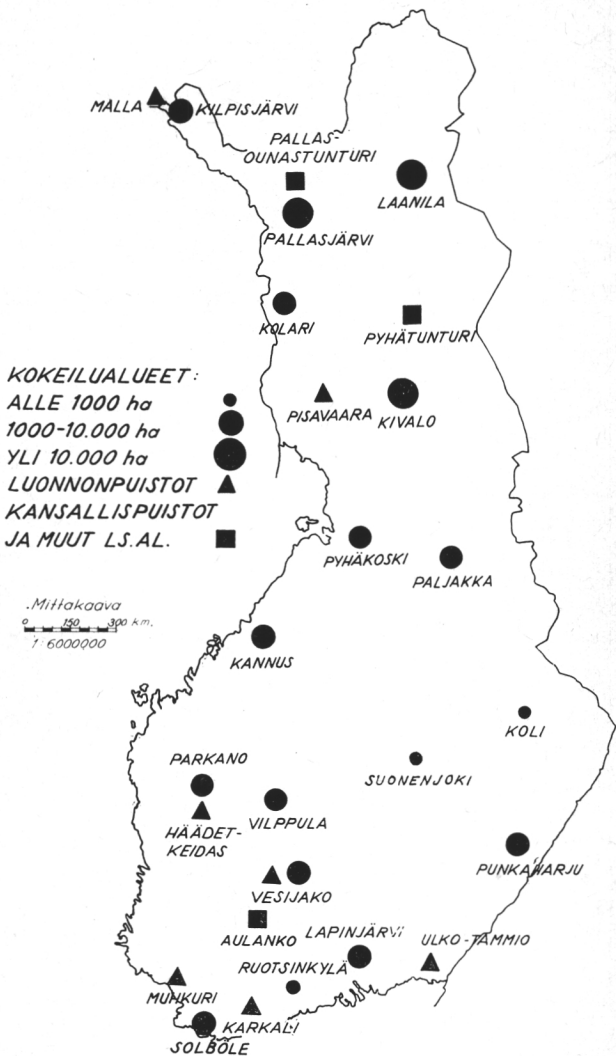 MALLA
KILPISJÄRVI
PALLAS-
OUNASTUNTURI
LAANILA
PALLASJÄRVI
KOLARI
PYHÄTUNTURI
KOKEILUALUEET:
ALLE 1000 ha
1000-10.000 ha
YLI 10.000 ha
LUONNONPUISTOT
KANSALLISPUISTOT
JA MUUT LS.AL.
PISAVAARA
KIVALO
PYHÄKOSKI
PALJAKKA
Mittakaava
0 150 300 km.
1:6000000
KANNUS
KOLI
SUONENJOKI
PARKANO
HÄÄDET-
KEIDAS
VILPPULA
PUNKAHARJU
VESIJAKO
AULANKO
LAPINJÄRVI
ULKO-TAMMIO
RUOTSINKYLÄ
MUHKURI
KARKALI
SOLBÖLE